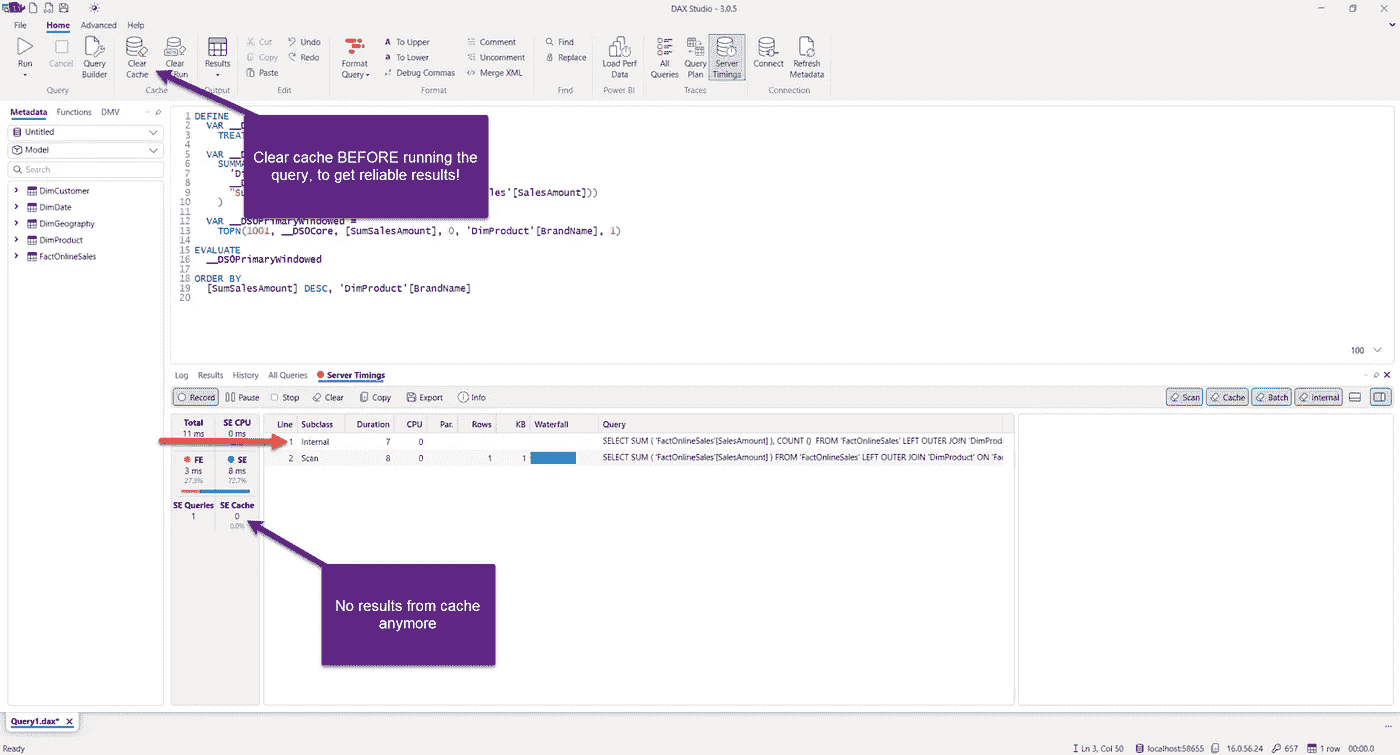 DAX Studio - 3.0.5
File Home Advanced Help
Run Cancel Query Builder Clear Cache Clear Run Results Cut Copy Paste Undo Redo Format Query A To Upper a To Lower Debug Commas Comment Uncomment Merge XML Find Replace Load Perf Data All Queries Query Plan Server Timings Connect Refresh Metadata
Query Cache Output Edit Format Find Power BI Traces Connection
Metadata Functions DMV
Untitled
Model
Search
DimCustomer
DimDate
DimGeography
DimProduct
FactOnlineSales
1 DEFINE
2 VAR
3 TREAT
4
5 VAR
6 SUMMA
7
8
9 les'[SalesAmount]))
10 )
11
12 VAR __DS0PrimaryWindowed =
13 TOPN(1001, __DS0Core, [SumSalesAmount], 0, 'DimProduct'[BrandName], 1)
14
15 EVALUATE
16 __DS0PrimaryWindowed
17
18 ORDER BY
19 [SumSalesAmount] DESC, 'DimProduct'[BrandName]
20
Clear cache BEFORE running the
query, to get reliable results!
100
Log Results History All Queries Server Timings
Record Pause Stop Clear Copy Export Info Scan Cache Batch Internal
Total SE CPU
11 ms 0 ms
FE SE
3 ms 8 ms
27.3% 72.7%
SE Queries SE Cache
1 0
0.0%
Line Subclass Duration CPU Par. Rows KB Waterfall Query
1 Internal 7 0 SELECT SUM ( 'FactOnlineSales'[SalesAmount] ), COUNT () FROM 'FactOnlineSales' LEFT OUTER JOIN 'DimProd
2 Scan 8 0 1 1 SELECT SUM ( 'FactOnlineSales'[SalesAmount] ) FROM 'FactOnlineSales' LEFT OUTER JOIN 'DimProduct' ON 'Fac
No results from cache
anymore
Query1.dax*
Ready Ln 3, Col 50 localhost:58655 16.0.56.24 657 1 row 00:00.0